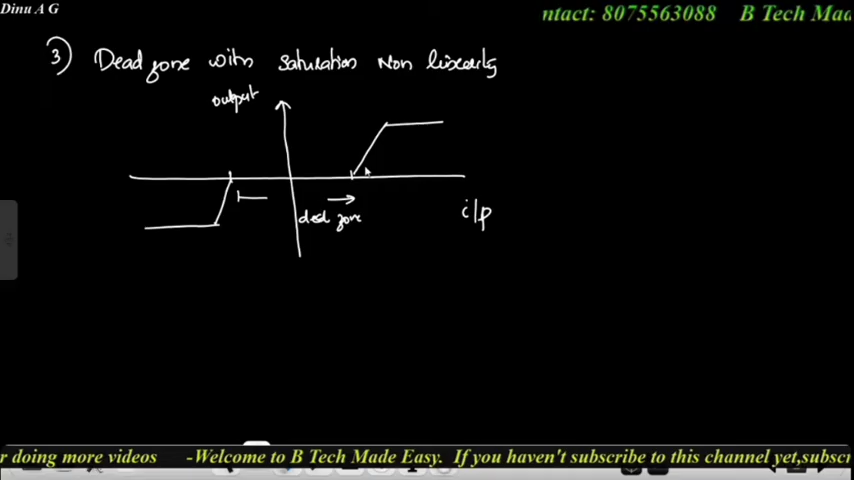 Dinu A G
ntact: 8075563088 B Tech Mad
3) Dead zone with saturation Non linearity
output
ded zone
i/p
r doing more videos -Welcome to B Tech Made Easy. If you haven't subscribe to this channel yet,subscr